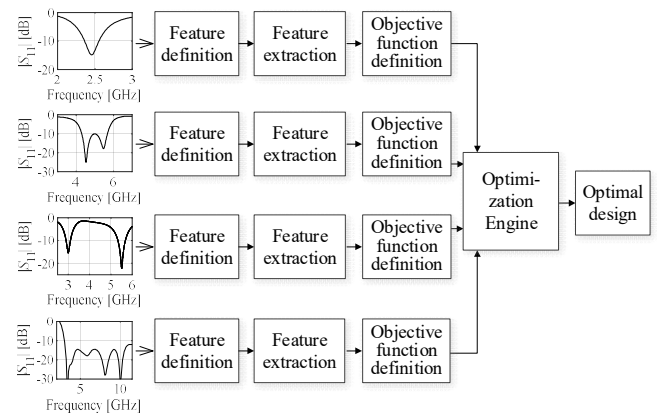 0
-10
-20
2 2.5 3
|S11| [dB]
Frequency [GHz]
Feature
definition
Feature
extraction
Objective
function
definition
0
-10
-20
-30
4 6
|S11| [dB]
Frequency [GHz]
Feature
definition
Feature
extraction
Objective
function
definition
Optimi-
zation
Engine
Optimal
design
0
-10
-20
3 4 5 6
|S11| [dB]
Frequency [GHz]
Feature
definition
Feature
extraction
Objective
function
definition
0
-10
-20
-30
5 10
|S11| [dB]
Frequency [GHz]
Feature
definition
Feature
extraction
Objective
function
definition